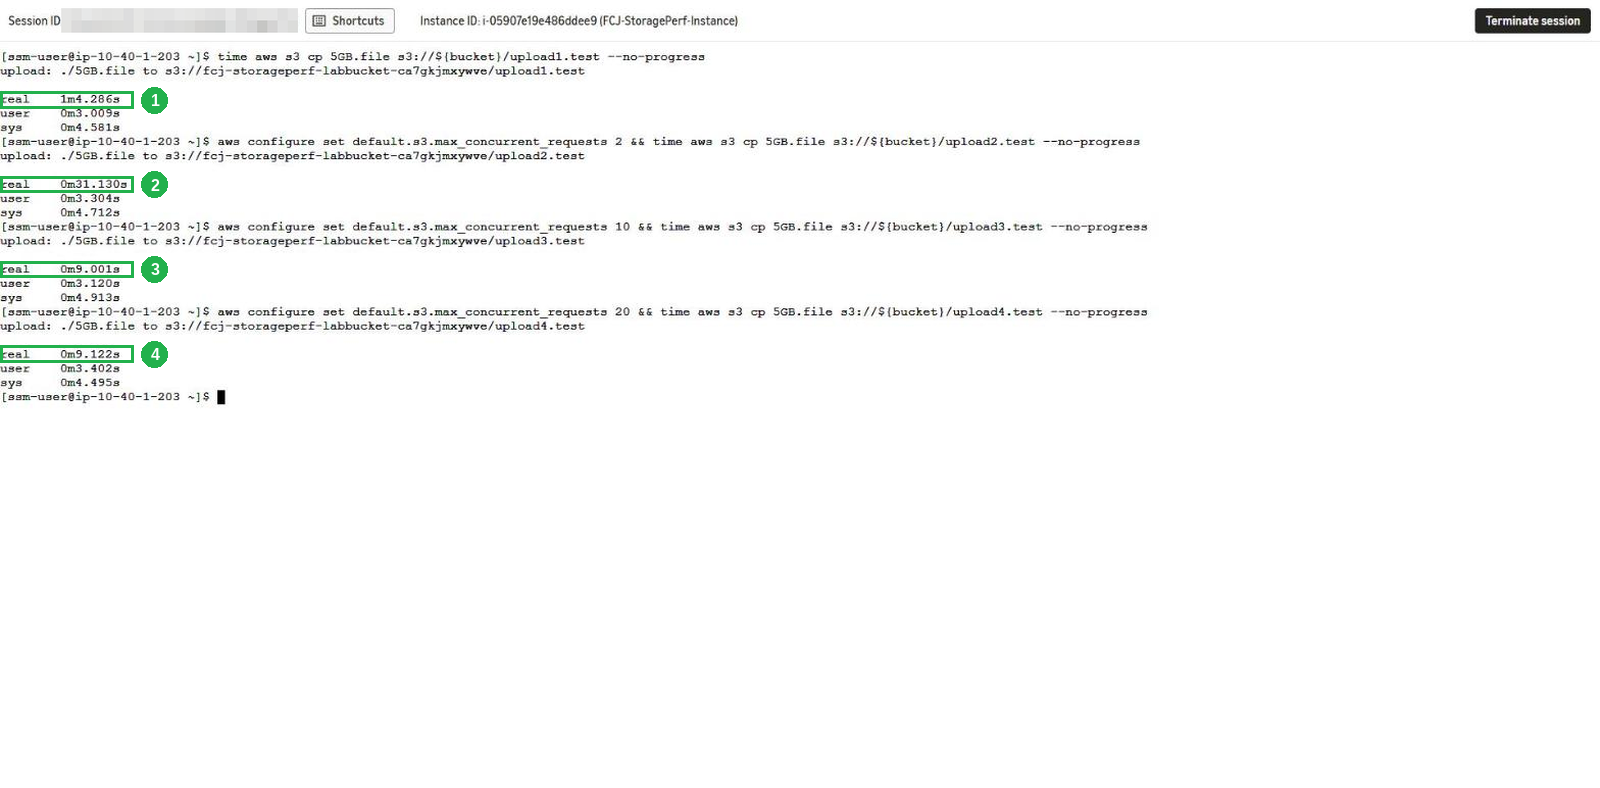 Session ID Shortcuts Instance ID: i-05907e19e486ddee9 (FCJ-StoragePerf-Instance) Terminate session
[ssm-user@ip-10-40-1-203 ~]$ time aws s3 cp 5GB.file s3://${bucket}/upload1.test --no-progress
upload: ./5GB.file to s3://fcj-storageperf-labbucket-ca7gkjmxywve/upload1.test
real 1m4.286s 1
user 0m3.009s
sys 0m4.581s
[ssm-user@ip-10-40-1-203 ~]$ aws configure set default.s3.max_concurrent_requests 2 && time aws s3 cp 5GB.file s3://${bucket}/upload2.test --no-progress
upload: ./5GB.file to s3://fcj-storageperf-labbucket-ca7gkjmxywve/upload2.test
real 0m31.130s 2
user 0m3.304s
sys 0m4.712s
[ssm-user@ip-10-40-1-203 ~]$ aws configure set default.s3.max_concurrent_requests 10 && time aws s3 cp 5GB.file s3://${bucket}/upload3.test --no-progress
upload: ./5GB.file to s3://fcj-storageperf-labbucket-ca7gkjmxywve/upload3.test
real 0m9.001s 3
user 0m3.120s
sys 0m4.913s
[ssm-user@ip-10-40-1-203 ~]$ aws configure set default.s3.max_concurrent_requests 20 && time aws s3 cp 5GB.file s3://${bucket}/upload4.test --no-progress
upload: ./5GB.file to s3://fcj-storageperf-labbucket-ca7gkjmxywve/upload4.test
real 0m9.122s 4
user 0m3.402s
sys 0m4.495s
[ssm-user@ip-10-40-1-203 ~]$